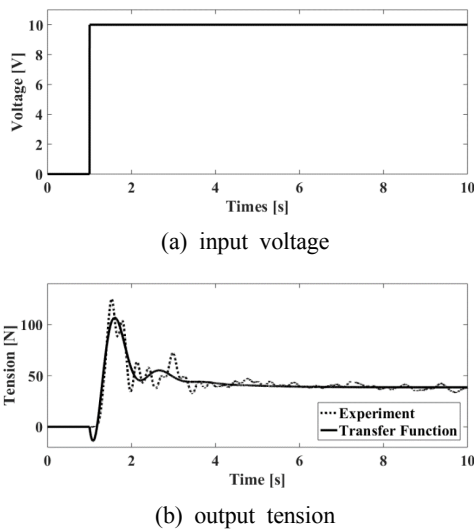 Voltage [V]
10
8
6
4
2
0
0 2 4 6 8 10
Times [s]
(a) input voltage
Tension [N]
100
50
0
0 2 4 6 8 10
Experiment
Transfer Function
Time [s]
(b) output tension